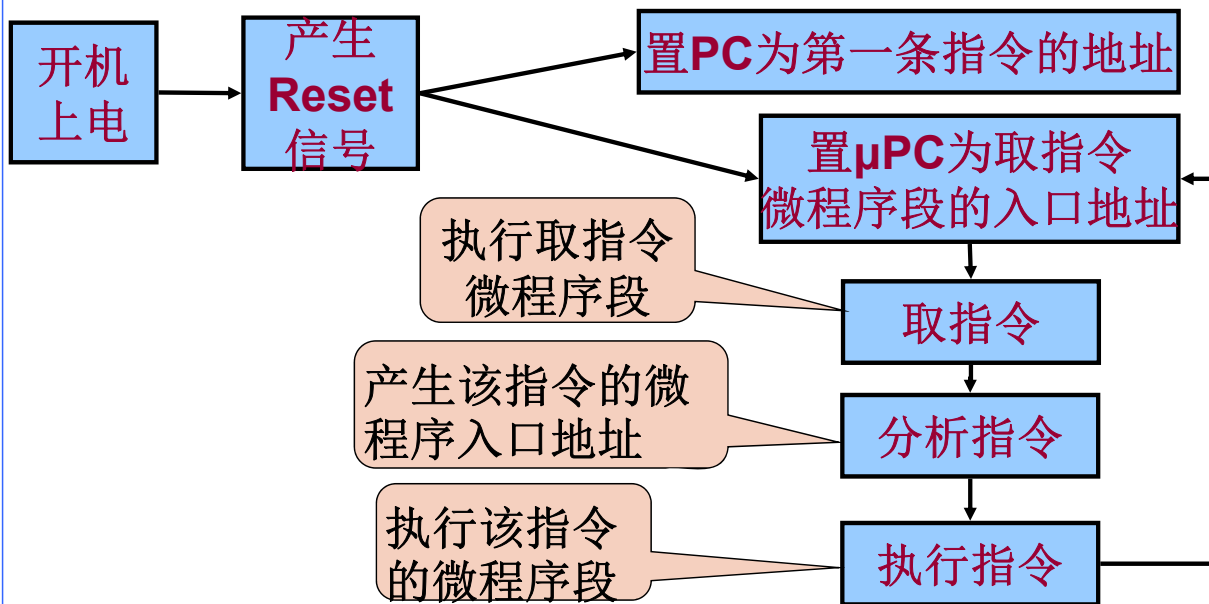 开机
上电
产生
Reset
信号
置PC为第一条指令的地址
置μPC为取指令
微程序段的入口地址
执行取指令
微程序段
取指令
产生该指令的微
程序入口地址
分析指令
执行该指令
的微程序段
执行指令